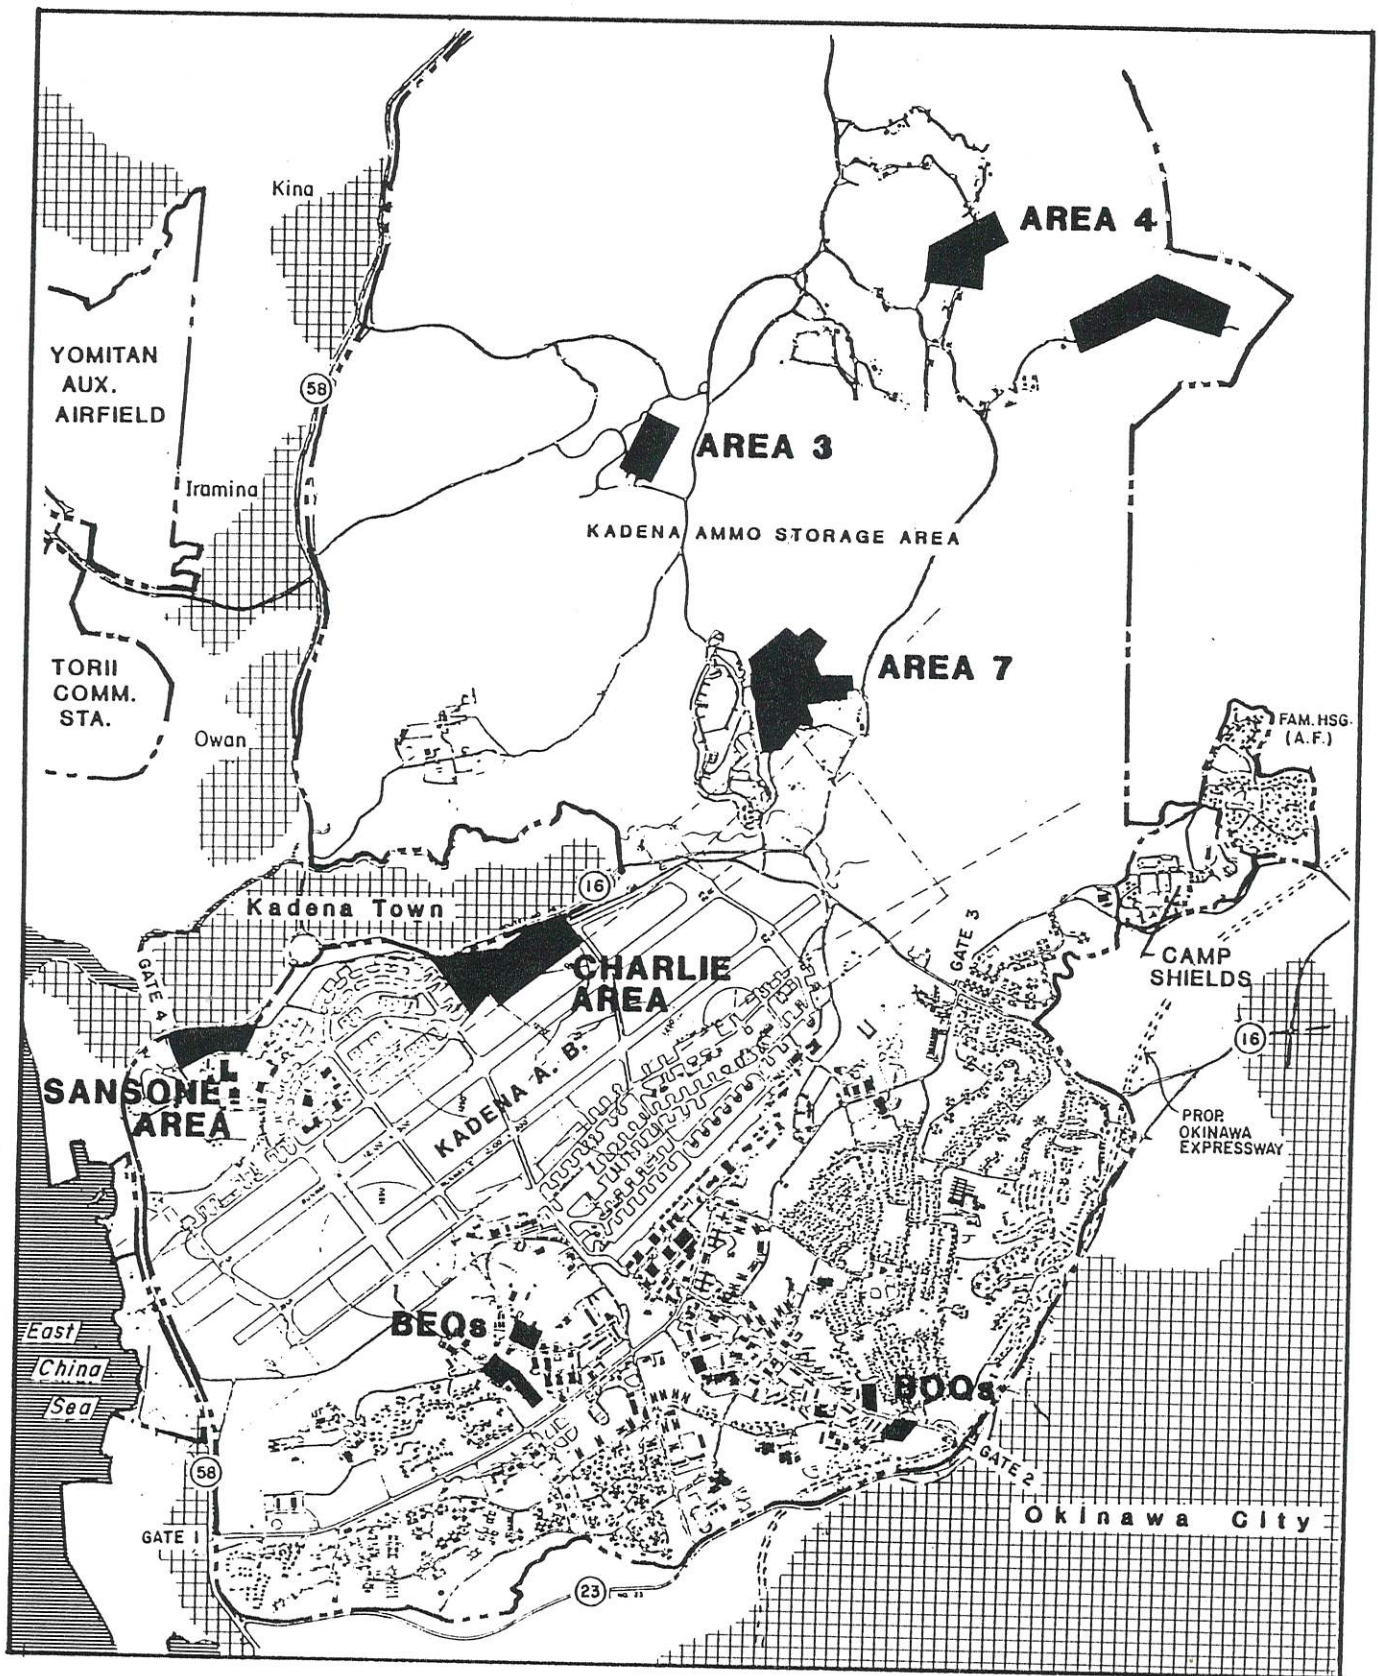 Kina
AREA 4
YOMITAN
AUX.
AIRFIELD
58
AREA 3
Iramina
KADENA AMMO STORAGE AREA
TORII
COMM.
STA.
AREA 7
Owan
FAM. HSG.
(A.F.)
16
Kadena Town
GATE 3
GATE 4
CHARLIE
AREA
CAMP
SHIELDS
16
KADENA A. B.
SANSONE
AREA
PROP.
OKINAWA
EXPRESSWAY
BEQs
East
China
Sea
BOQs
GATE 2
58
Okinawa City
GATE 1
23
NO. 23